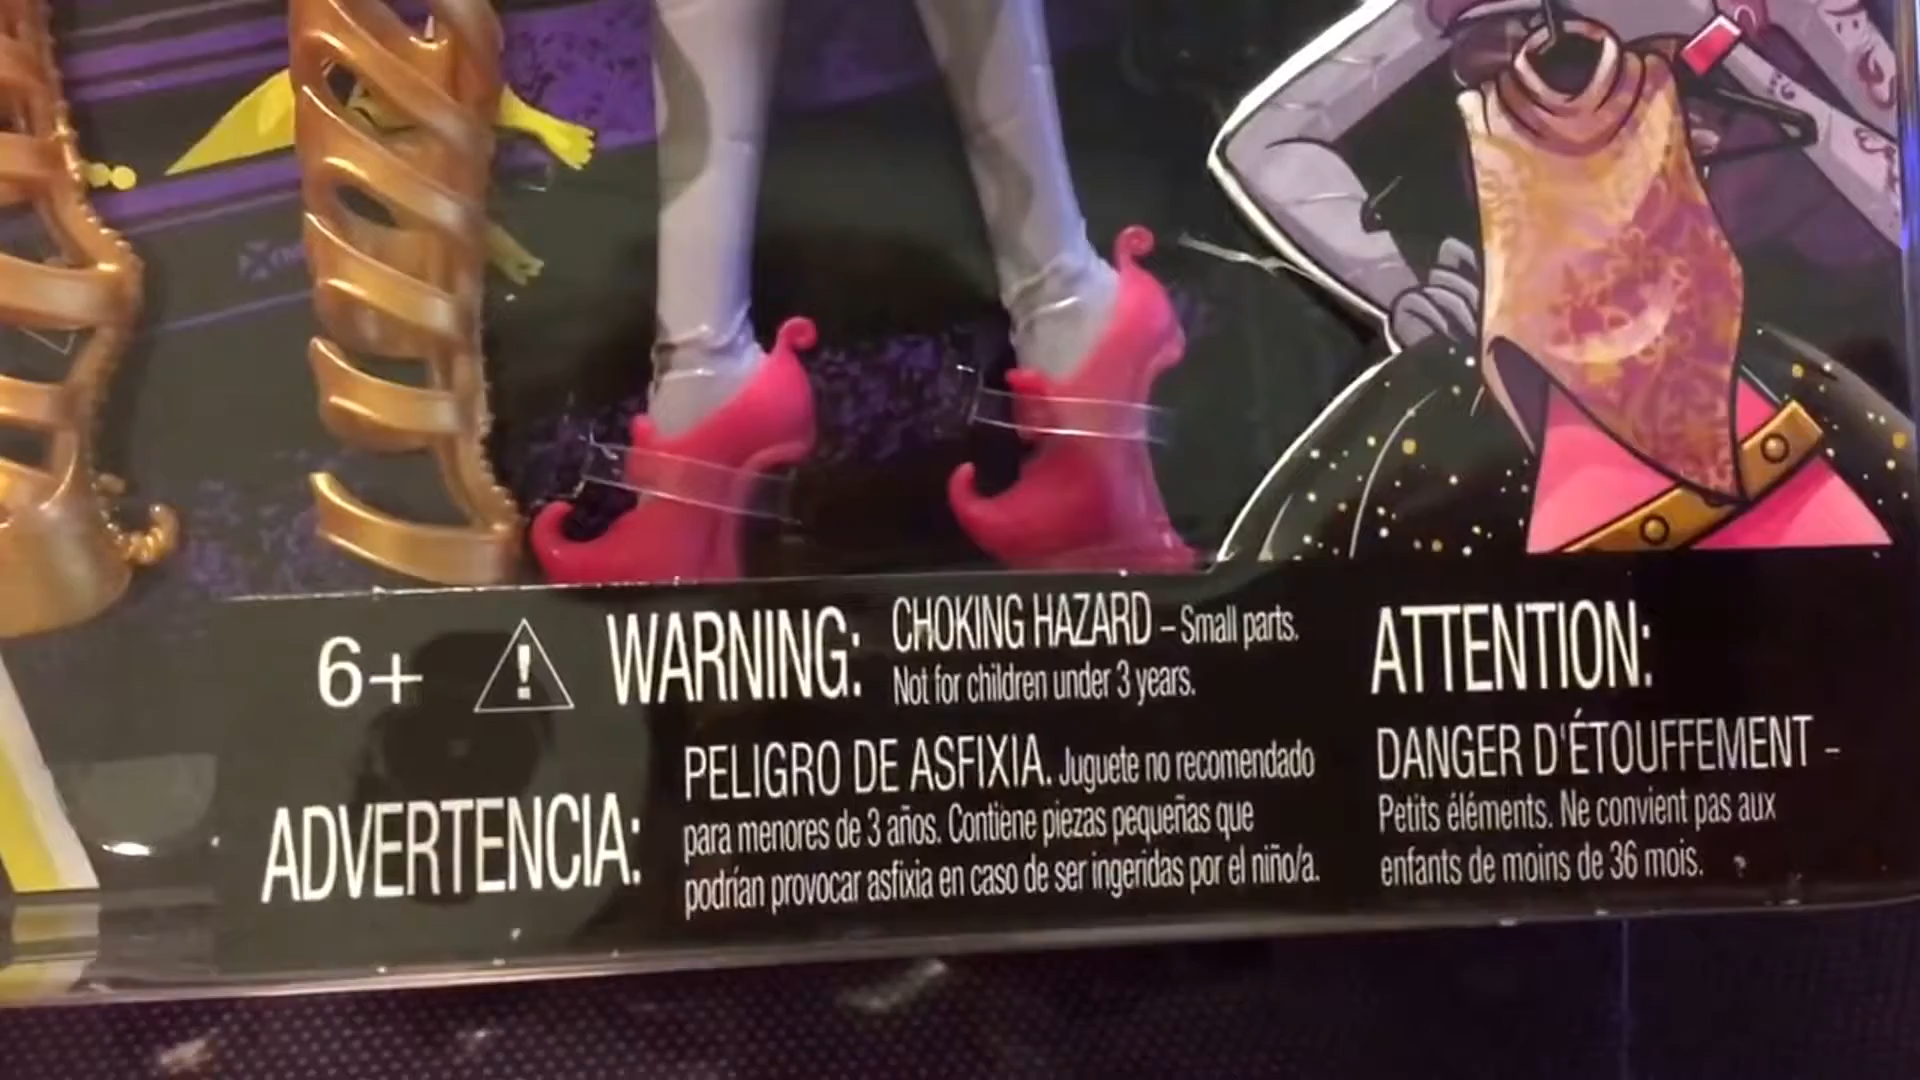 6+ WARNING: CHOKING HAZARD – Small parts.
Not for children under 3 years.
ADVERTENCIA:
PELIGRO DE ASFIXIA. Juguete no recomendado
para menores de 3 años. Contiene piezas pequeñas que
podrían provocar asfixia en caso de ser ingeridas por el niño/a.
ATTENTION:
DANGER D'ÉTOUFFEMENT –
Petits éléments. Ne convient pas aux
enfants de moins de 36 mois.